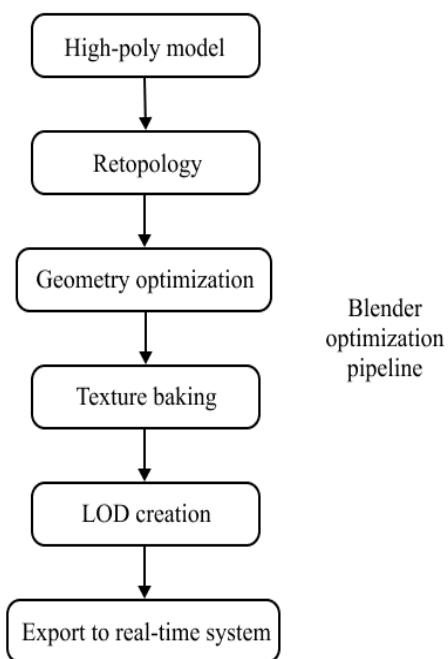 High-poly model
Retopology
Geometry optimization
Blender
optimization
pipeline
Texture baking
LOD creation
Export to real-time system